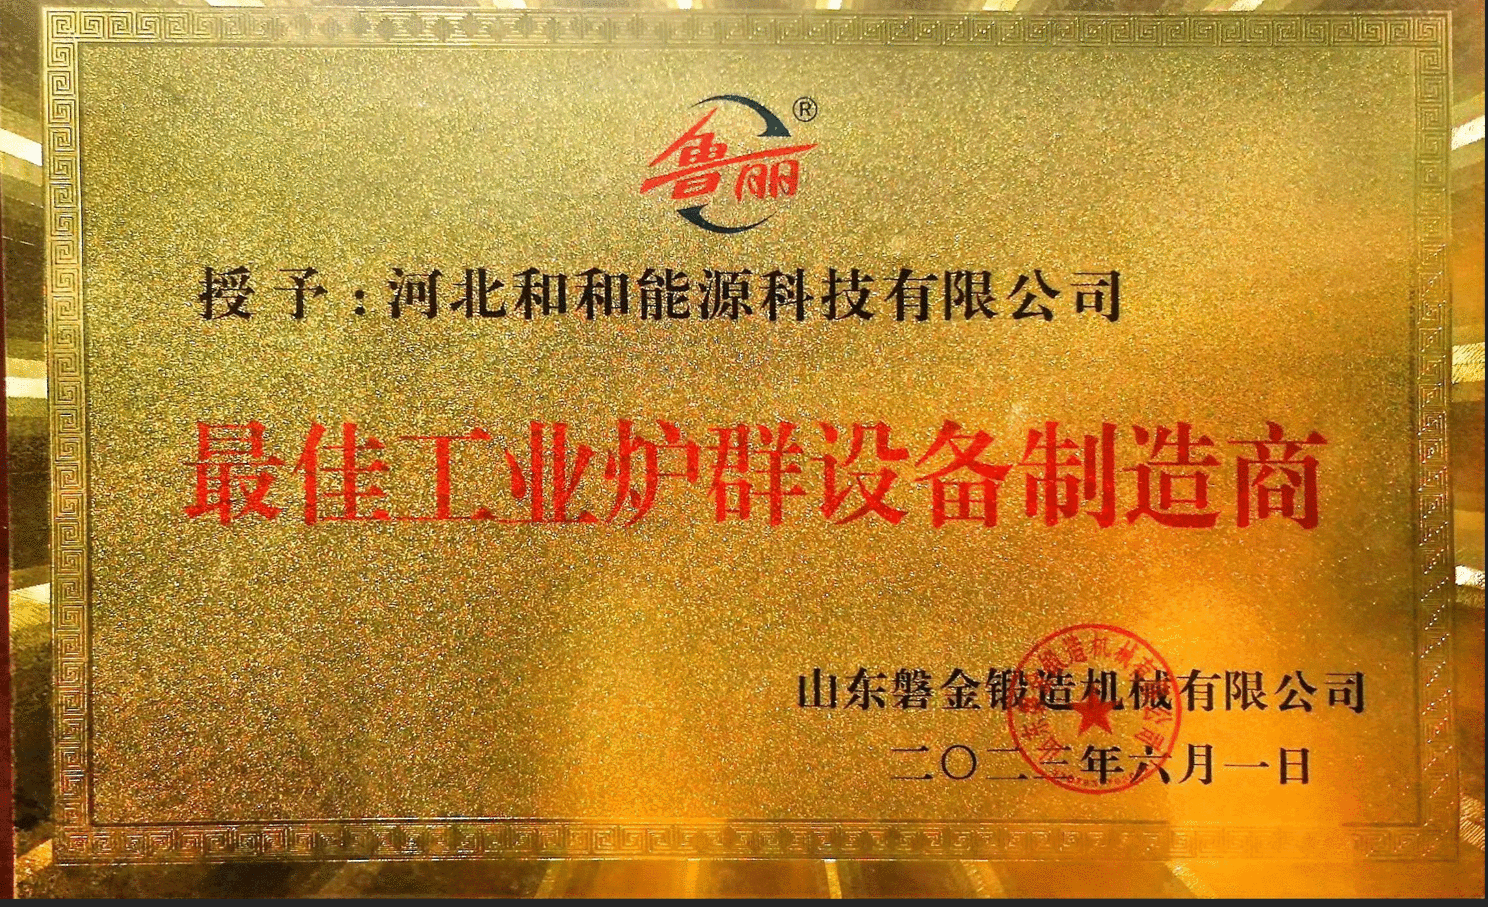 鲁丽®
授予:河北和和能源科技有限公司
最佳工业炉群设备制造商
山东磐金锻造机械有限公司
二〇二三年六月一日